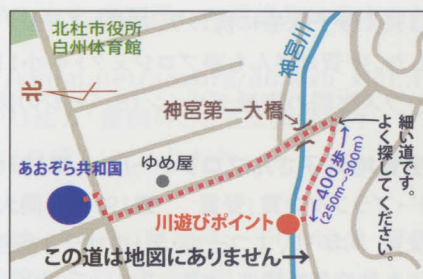 北杜市役所
白州体育館
北
神宮川
神宮第一大橋
あおぞら共和国
ゆめ屋
細い道です。
よく探してください。
←400歩→
(250m〜300m)
川遊びポイント
この道は地図にありません→